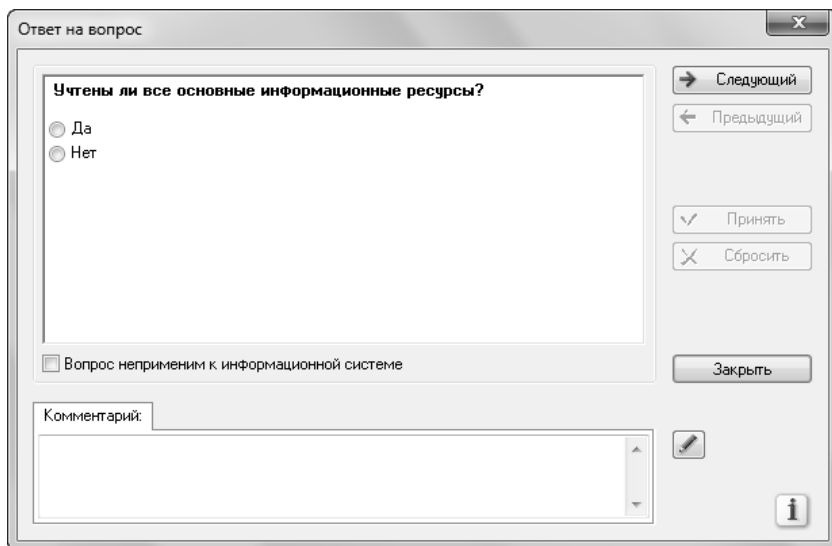 Ответ на вопрос
Учтены ли все основные информационные ресурсы?
Да
Нет
Вопрос неприменим к информационной системе
Следующий
Предыдущий
Принять
Сбросить
Закрыть
Комментарий: